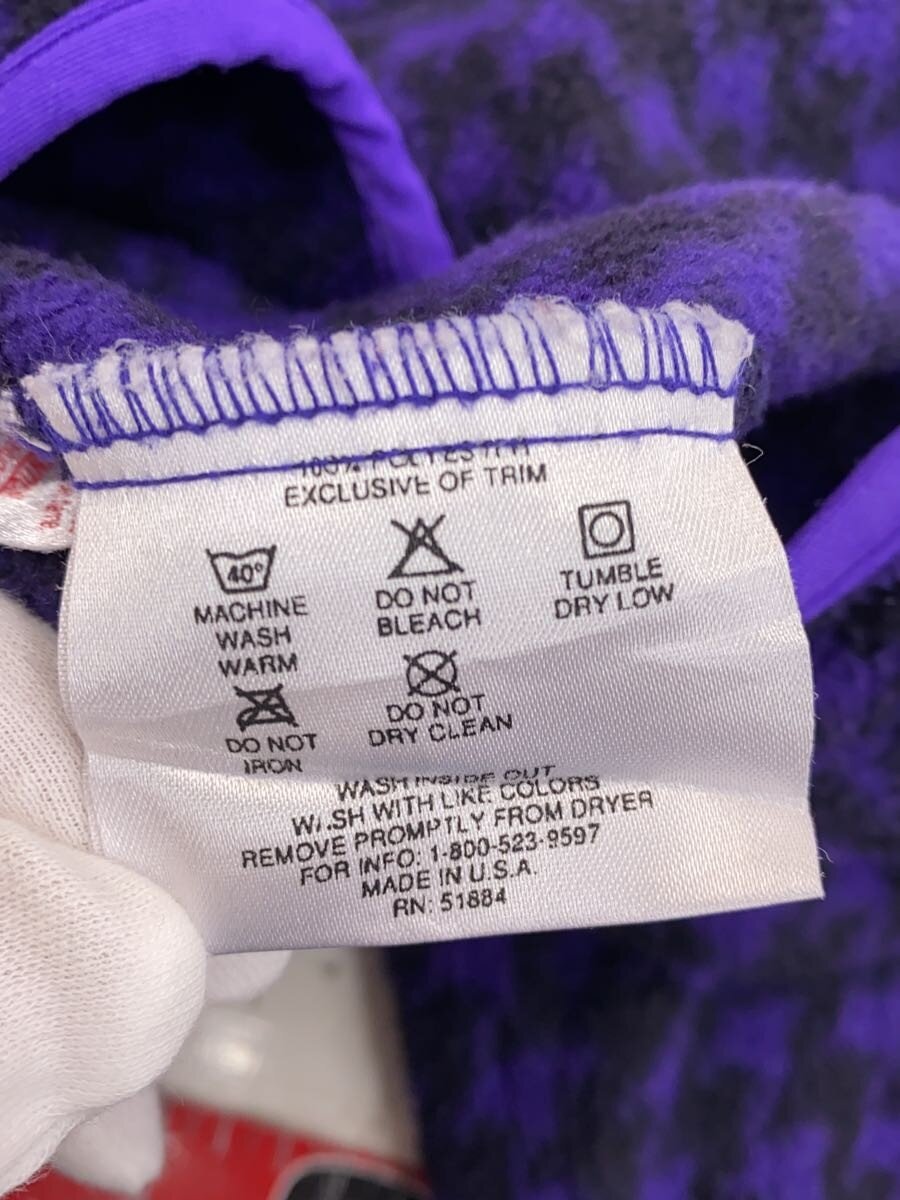 100% POLYESTER
EXCLUSIVE OF TRIM
40°
MACHINE
WASH
WARM
DO NOT
BLEACH
TUMBLE
DRY LOW
DO NOT
IRON
DO NOT
DRY CLEAN
WASH INSIDE OUT
WASH WITH LIKE COLORS
REMOVE PROMPTLY FROM DRYER
FOR INFO: 1-800-523-9597
MADE IN U.S.A.
RN: 51884